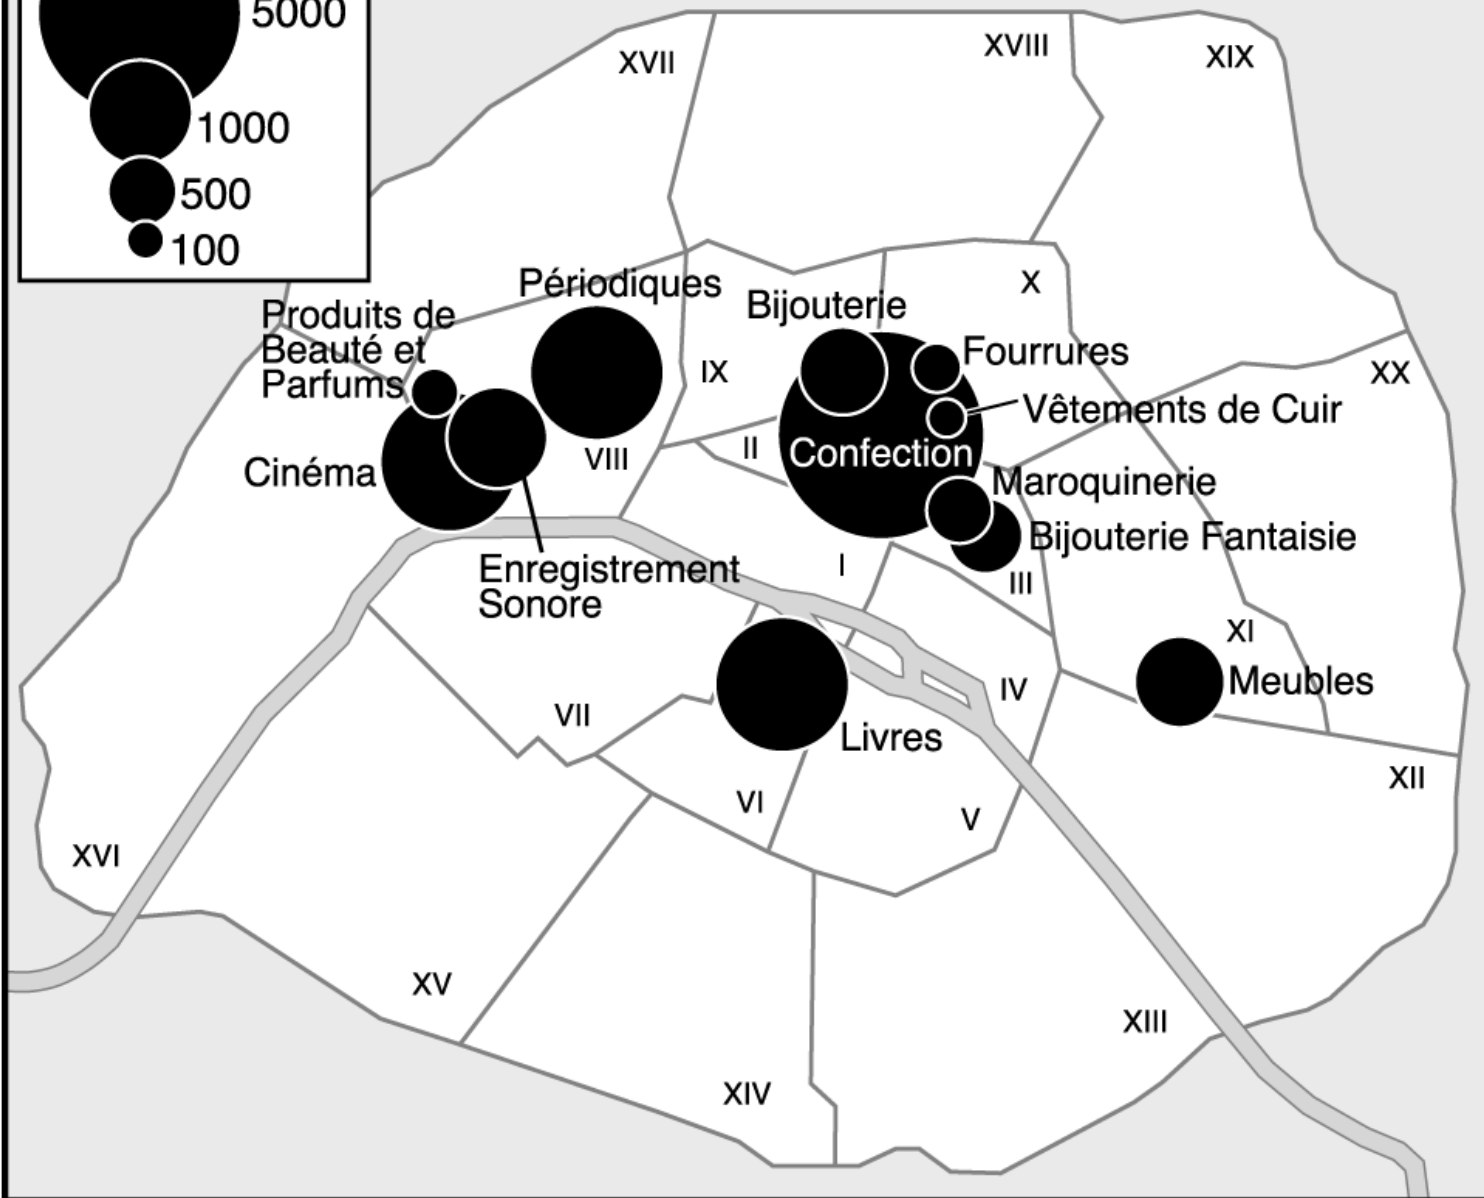 5000
1000
500
100
XVII
XVIII
XIX
X
Périodiques
Bijouterie
Produits de
Beauté et
Parfums
Fourrures
IX
XX
Vêtements de Cuir
II
VIII
Confection
Cinéma
Maroquinerie
Bijouterie Fantaisie
I
III
Enregistrement
Sonore
XI
Meubles
IV
VII
Livres
XII
VI
V
XVI
XV
XIII
XIV